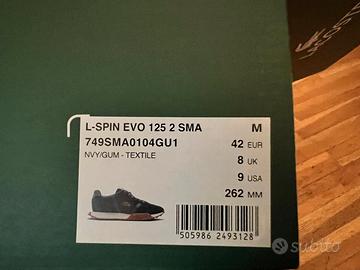 L-SPIN EVO 125 2 SMA M
749SMA0104GU1 42 EUR
NVY/GUM - TEXTILE 8 UK
9 USA
262 MM
505986 2493128
LACOSTE
subito